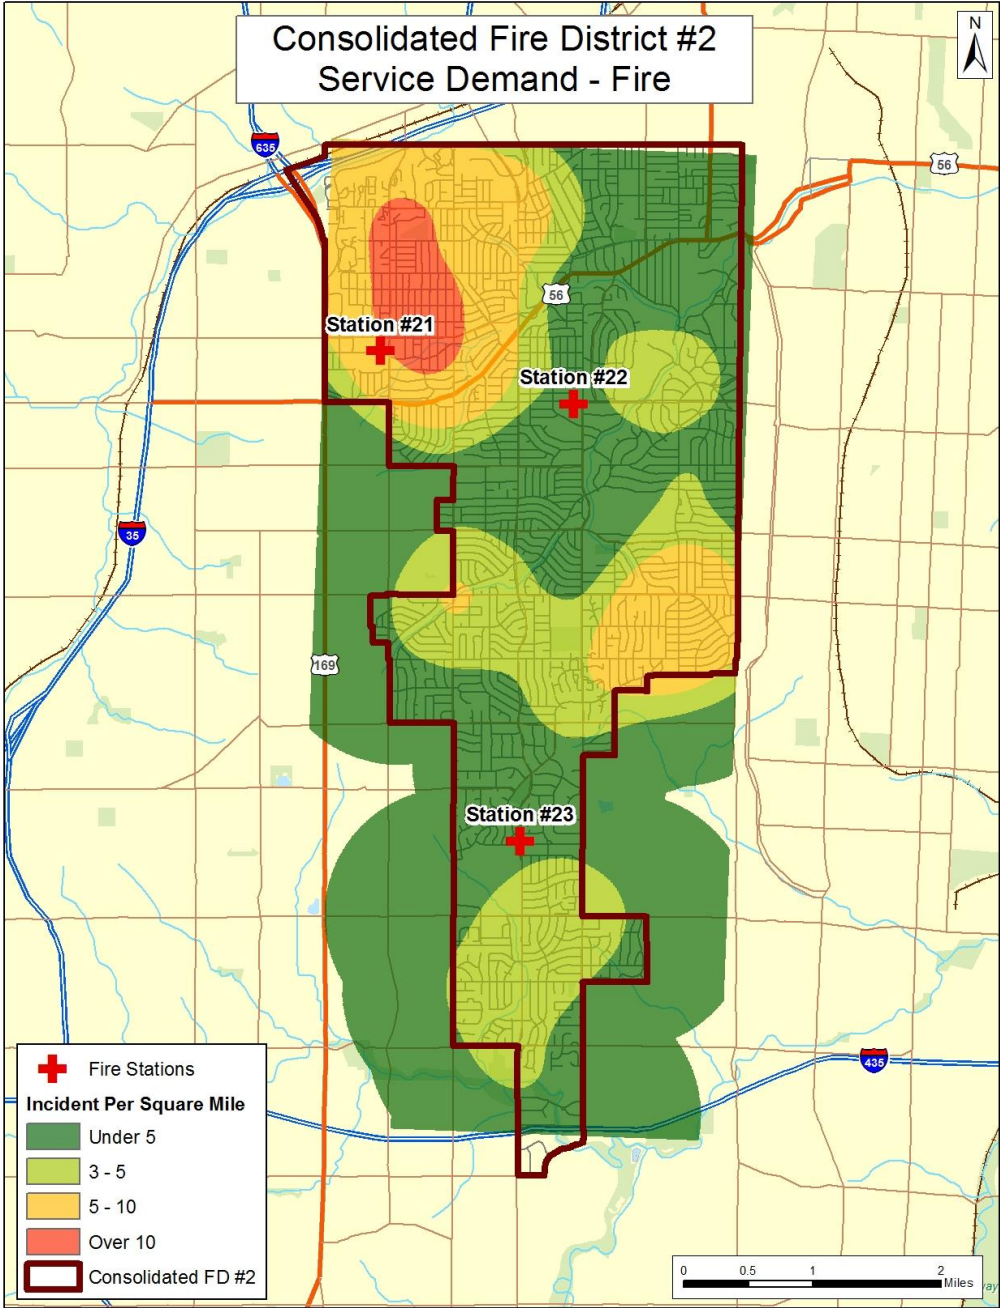 Consolidated Fire District #2
Service Demand - Fire
N
635
56
56
Station #21
Station #22
35
169
Station #23
435
Fire Stations
Incident Per Square Mile
Under 5
3 - 5
5 - 10
Over 10
Consolidated FD #2
0 0.5 1 2
Miles